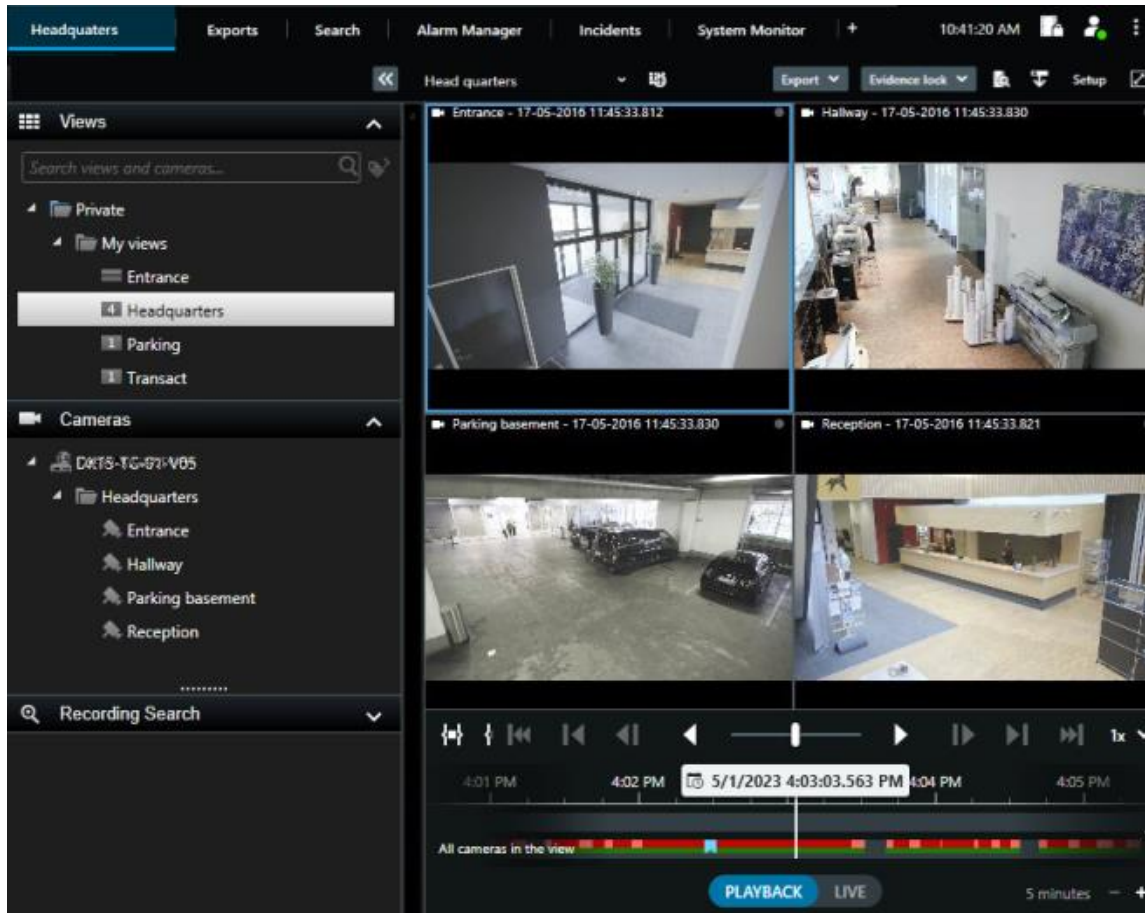 Headquaters Exports Search Alarm Manager Incidents System Monitor + 10:41:20 AM
Head quarters Export Evidence lock Setup
Views
Search views and cameras...
Private
My views
Entrance
4 Headquarters
1 Parking
1 Transact
Cameras
Headquarters
Entrance
Hallway
Parking basement
Reception
Recording Search
Entrance - 17-05-2016 11:45:33.812
Hallway - 17-05-2016 11:45:33.830
Parking basement - 17-05-2016 11:45:33.830
Reception - 17-05-2016 11:45:33.821
1x
4:01 PM 4:02 PM 5/1/2023 4:03:03.563 PM 4:04 PM 4:05 PM
All cameras in the view
PLAYBACK LIVE
5 minutes - +